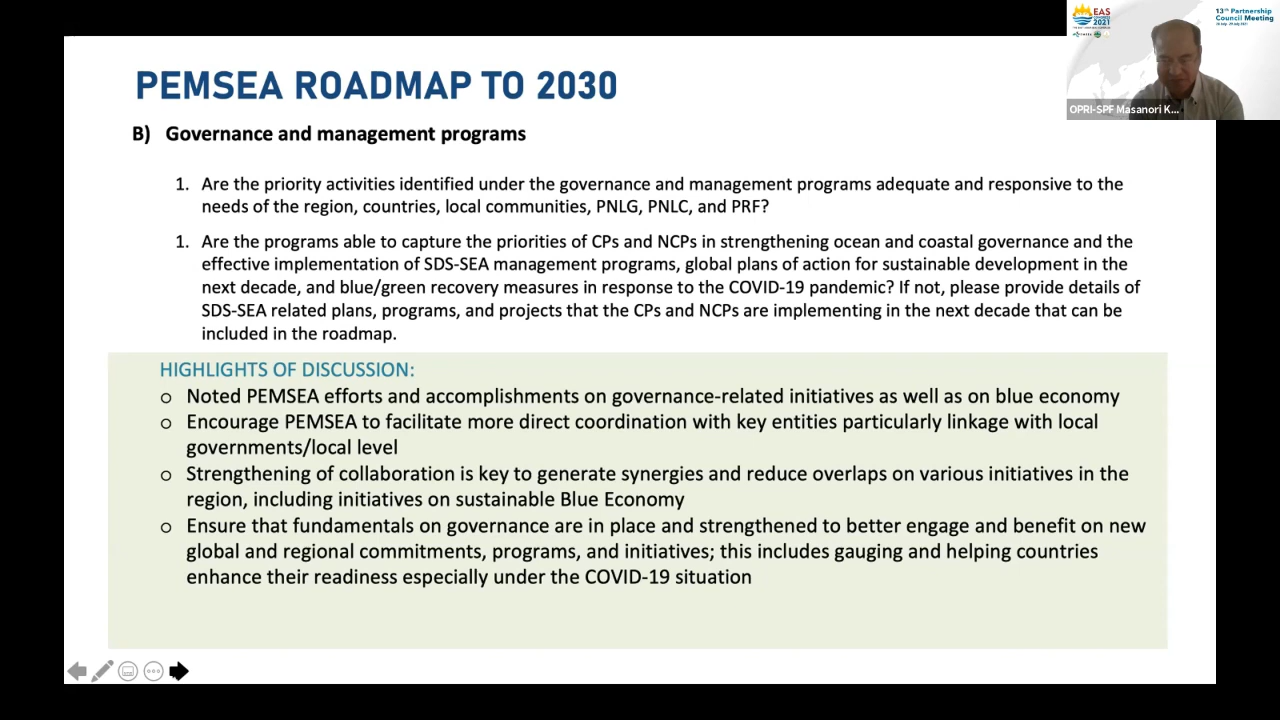 EAS
2021
13th Partnership
Council Meeting
PEMSEA ROADMAP TO 2030
OPRI-SPF Masanori K...
B) Governance and management programs
1. Are the priority activities identified under the governance and management programs adequate and responsive to the
needs of the region, countries, local communities, PNLG, PNLC, and PRF?
1. Are the programs able to capture the priorities of CPs and NCPs in strengthening ocean and coastal governance and the
effective implementation of SDS-SEA management programs, global plans of action for sustainable development in the
next decade, and blue/green recovery measures in response to the COVID-19 pandemic? If not, please provide details of
SDS-SEA related plans, programs, and projects that the CPs and NCPs are implementing in the next decade that can be
included in the roadmap.
HIGHLIGHTS OF DISCUSSION:
o Noted PEMSEA efforts and accomplishments on governance-related initiatives as well as on blue economy
o Encourage PEMSEA to facilitate more direct coordination with key entities particularly linkage with local
governments/local level
o Strengthening of collaboration is key to generate synergies and reduce overlaps on various initiatives in the
region, including initiatives on sustainable Blue Economy
o Ensure that fundamentals on governance are in place and strengthened to better engage and benefit on new
global and regional commitments, programs, and initiatives; this includes gauging and helping countries
enhance their readiness especially under the COVID-19 situation